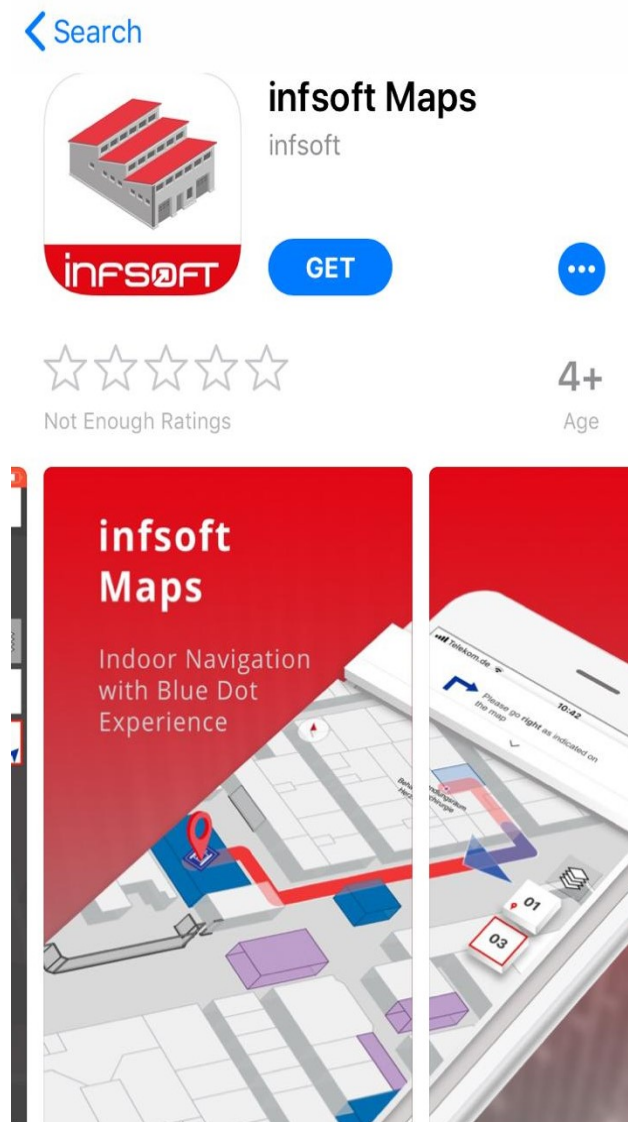 Search
infsoft Maps
infsoft
infsoft
GET
4+
Not Enough Ratings
Age
infsoft
Maps
Indoor Navigation
with Blue Dot
Experience
Telekom.de
10:42
Please go right as indicated on
the map
01
03